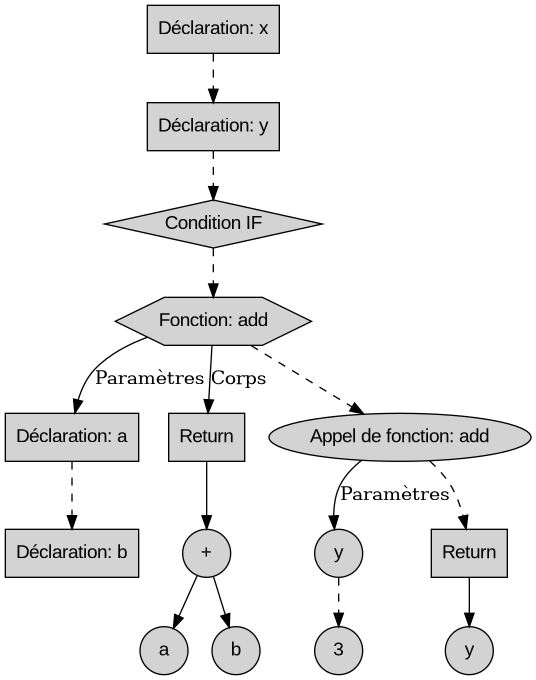 Déclaration: x
Déclaration: y
Condition IF
Fonction: add
Paramètres
Corps
Déclaration: a
Return
Appel de fonction: add
Paramètres
Déclaration: b
+
y
Return
a
b
3
y